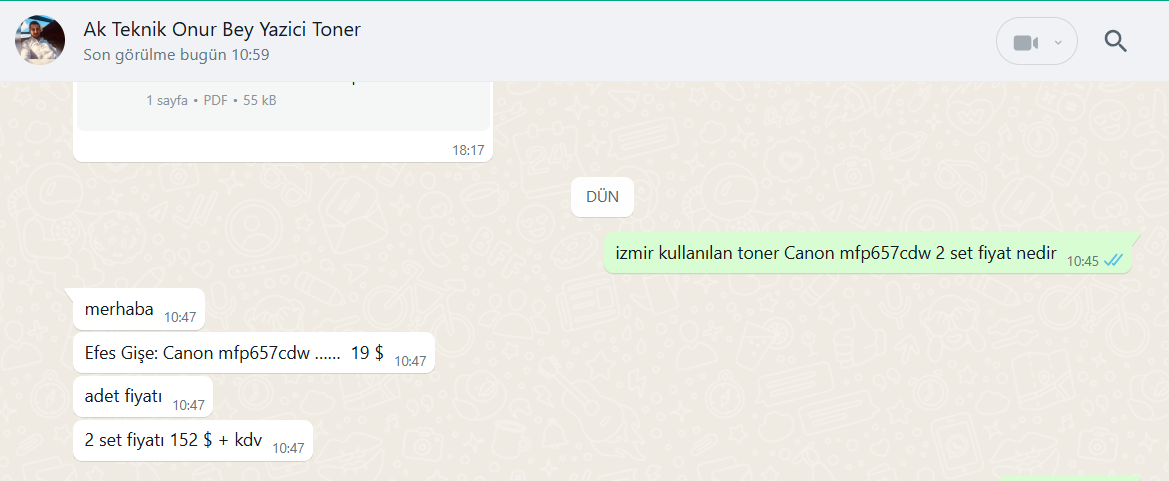 Ak Teknik Onur Bey Yazici Toner
Son görülme bugün 10:59
1 sayfa • PDF • 55 kB
18:17
DÜN
izmir kullanılan toner Canon mfp657cdw 2 set fiyat nedir 10:45
merhaba 10:47
Efes Gişe: Canon mfp657cdw ...... 19 $ 10:47
adet fiyatı 10:47
2 set fiyatı 152 $ + kdv 10:47